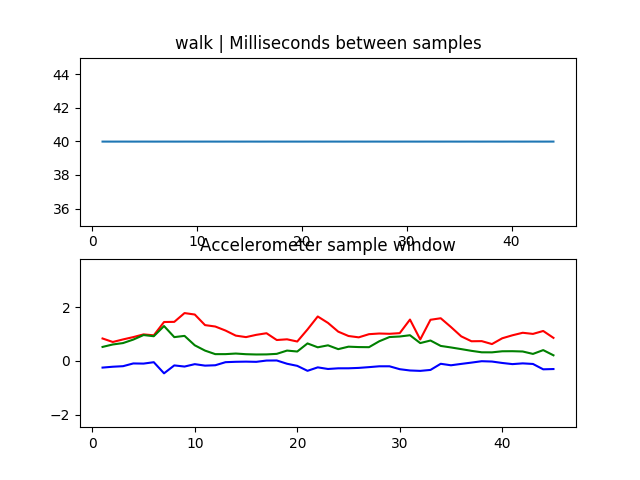 walk | Milliseconds between samples
44
42
40
38
36
0 10 20 30 40
Accelerometer sample window
2
0
−2
0 10 20 30 40